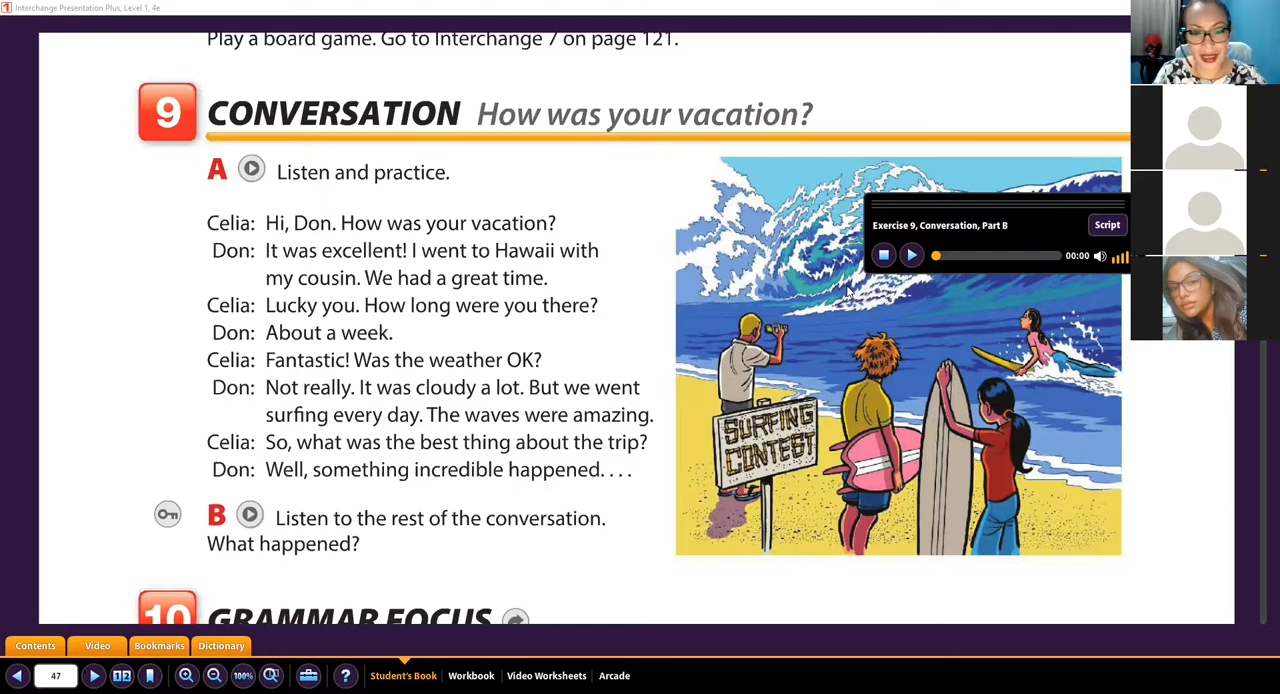 Interchange Presentation Plus, Level 1, 4e
Play a board game. Go to Interchange 7 on page 121.
9 CONVERSATION How was your vacation?
A Listen and practice.
Celia: Hi, Don. How was your vacation?
Don: It was excellent! I went to Hawaii with
my cousin. We had a great time.
Celia: Lucky you. How long were you there?
Don: About a week.
Celia: Fantastic! Was the weather OK?
Don: Not really. It was cloudy a lot. But we went
surfing every day. The waves were amazing.
Celia: So, what was the best thing about the trip?
Don: Well, something incredible happened. . . .
B Listen to the rest of the conversation.
What happened?
Exercise 9, Conversation, Part B
Script
00:00
SURFING
CONTEST
10 GRAMMAR FOCUS
Contents Video Bookmarks Dictionary
47 1 2 100% ? Student's Book Workbook Video Worksheets Arcade